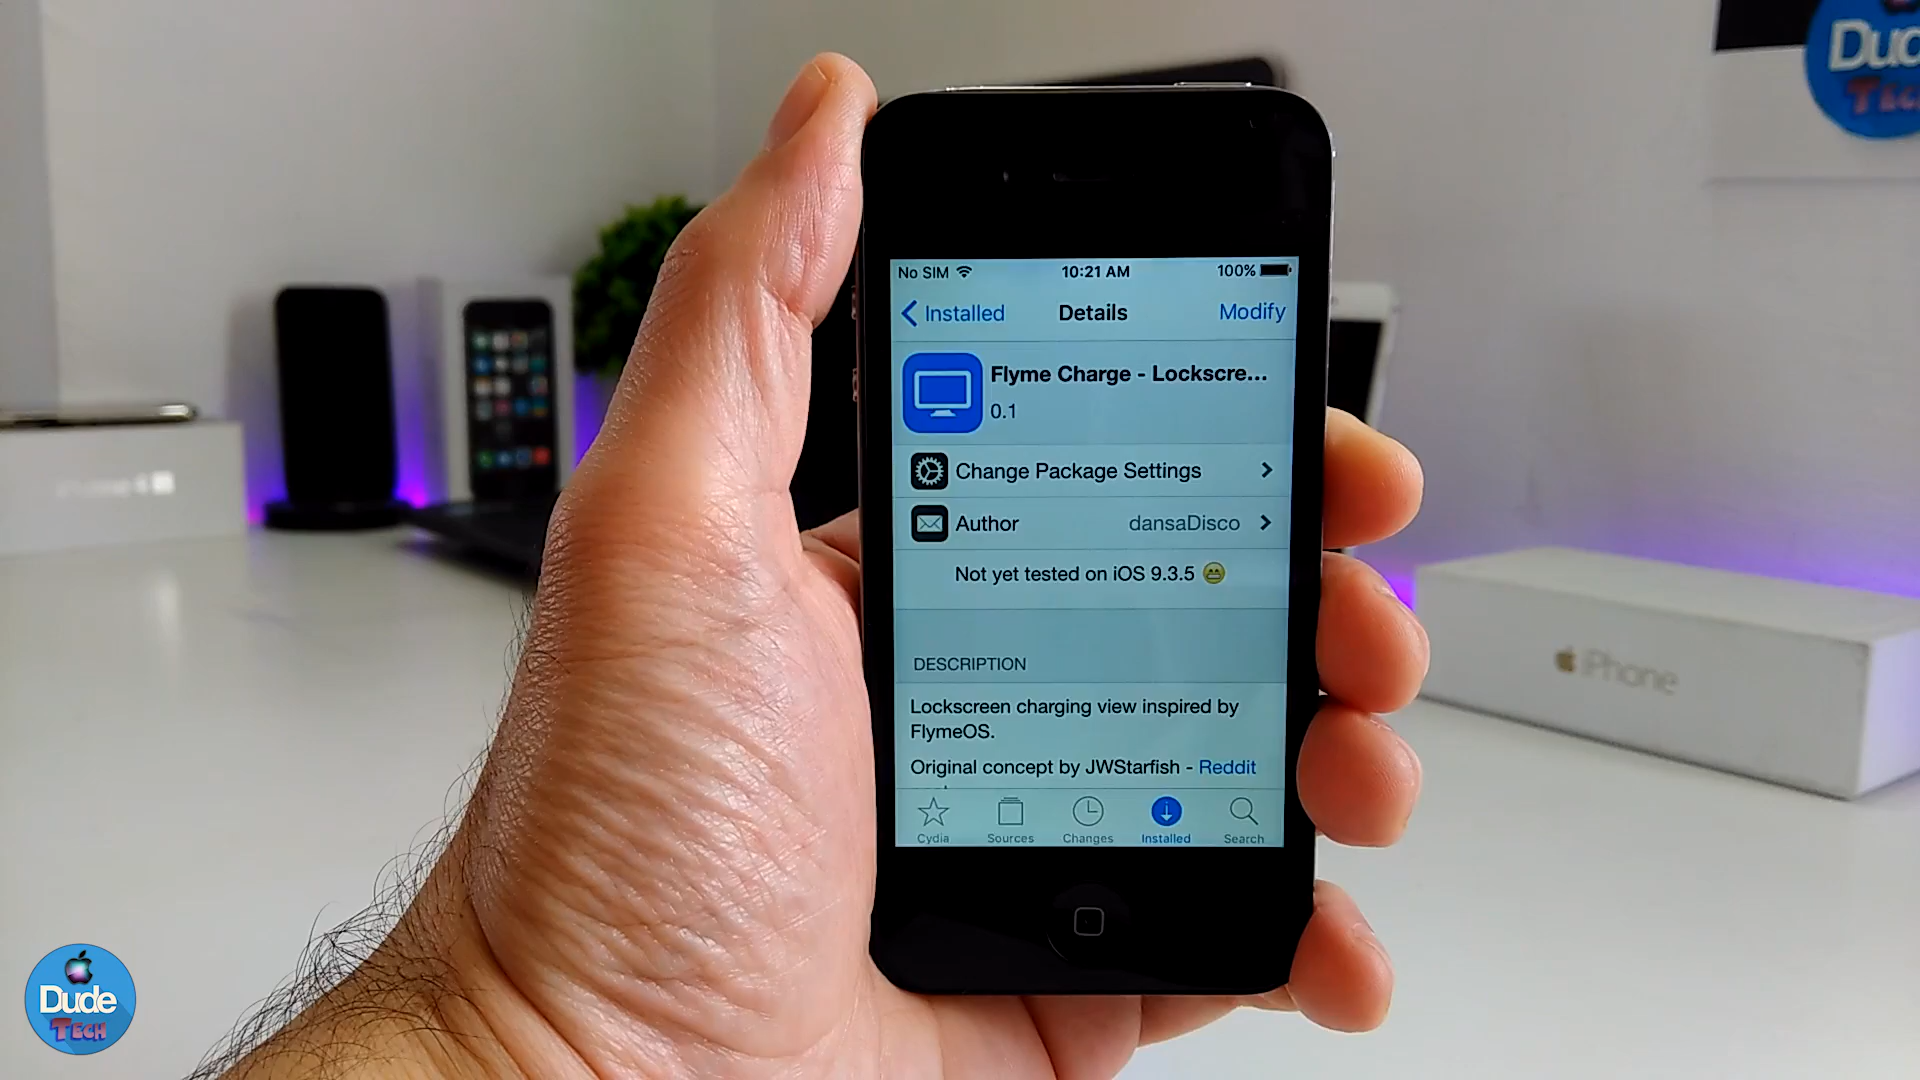 Dude
No SIM 10:21 AM 100%
Installed Details Modify
Flyme Charge - Lockscre...
0.1
Change Package Settings
Author dansaDisco
Not yet tested on iOS 9.3.5 😁
DESCRIPTION
Lockscreen charging view inspired by
FlymeOS.
Original concept by JWStarfish - Reddit
Cydia Sources Changes Installed Search
iPhone
Dude
TECH